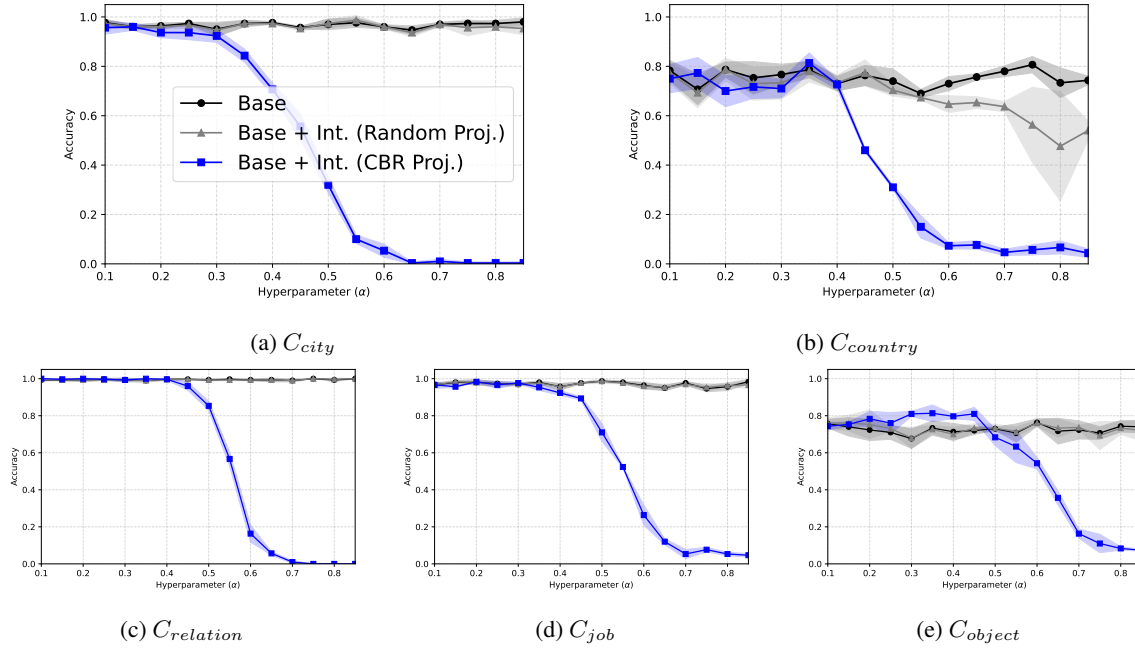 1.0
0.8
0.6
0.4
0.2
0.0
Accuracy
Base
Base + Int. (Random Proj.)
Base + Int. (CBR Proj.)
0.1 0.2 0.3 0.4 0.5 0.6 0.7 0.8
Hyperparameter (α)
(a) C_city
1.0
0.8
0.6
0.4
0.2
0.0
Accuracy
0.1 0.2 0.3 0.4 0.5 0.6 0.7 0.8
Hyperparameter (α)
(b) C_country
1.0
0.8
0.6
0.4
0.2
0.0
Accuracy
0.1 0.2 0.3 0.4 0.5 0.6 0.7 0.8
Hyperparameter (α)
(c) C_relation
1.0
0.8
0.6
0.4
0.2
0.0
Accuracy
0.1 0.2 0.3 0.4 0.5 0.6 0.7 0.8
Hyperparameter (α)
(d) C_job
1.0
0.8
0.6
0.4
0.2
0.0
Accuracy
0.1 0.2 0.3 0.4 0.5 0.6 0.7 0.8
Hyperparameter (α)
(e) C_object